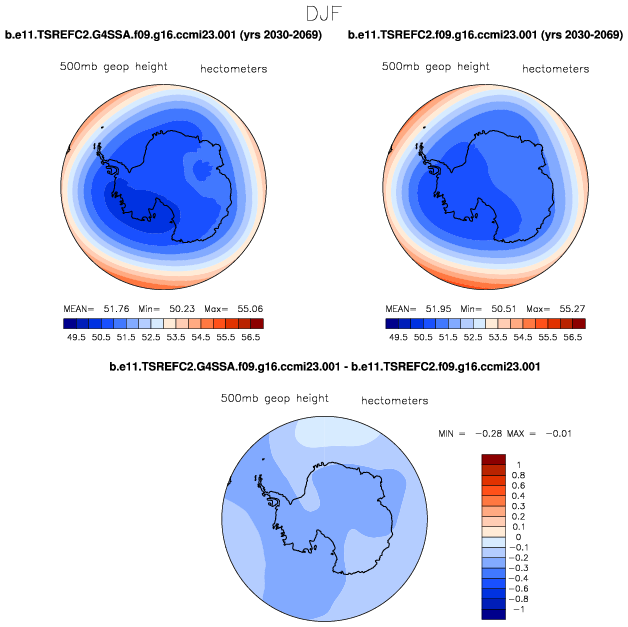 DJF
b.e11.TSREFC2.G4SSA.f09.g16.ccmi23.001 (yrs 2030-2069)
b.e11.TSREFC2.f09.g16.ccmi23.001 (yrs 2030-2069)
500mb geop height hectometers
500mb geop height hectometers
MEAN= 51.76 Min= 50.23 Max= 55.06
MEAN= 51.95 Min= 50.51 Max= 55.27
49.5 50.5 51.5 52.5 53.5 54.5 55.5 56.5
49.5 50.5 51.5 52.5 53.5 54.5 55.5 56.5
b.e11.TSREFC2.G4SSA.f09.g16.ccmi23.001 - b.e11.TSREFC2.f09.g16.ccmi23.001
500mb geop height hectometers
MIN = -0.28 MAX = -0.01
1
0.8
0.6
0.4
0.3
0.2
0.1
0
-0.1
-0.2
-0.3
-0.4
-0.6
-0.8
-1